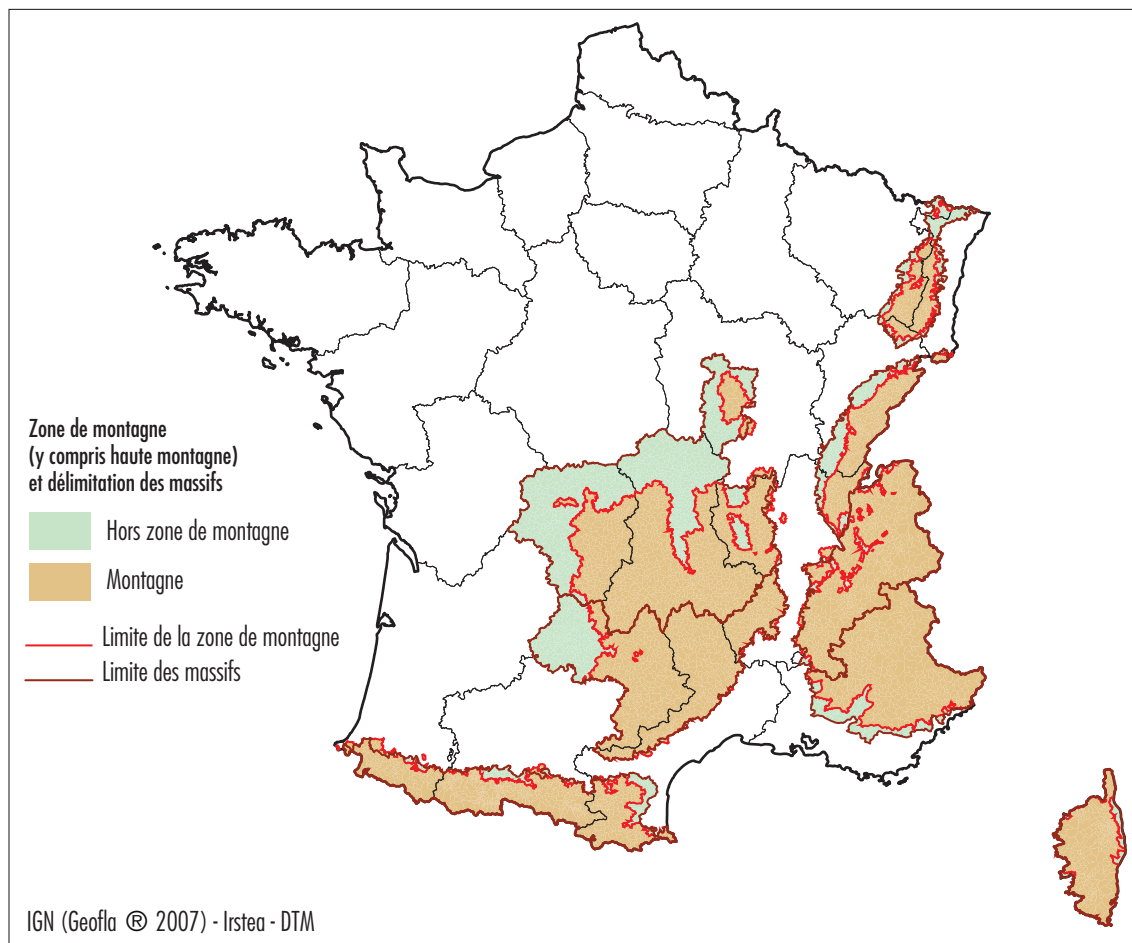 Zone de montagne
(y compris haute montagne)
et délimitation des massifs
Hors zone de montagne
Montagne
Limite de la zone de montagne
Limite des massifs
IGN (Geofla ® 2007) - Irstea - DTM